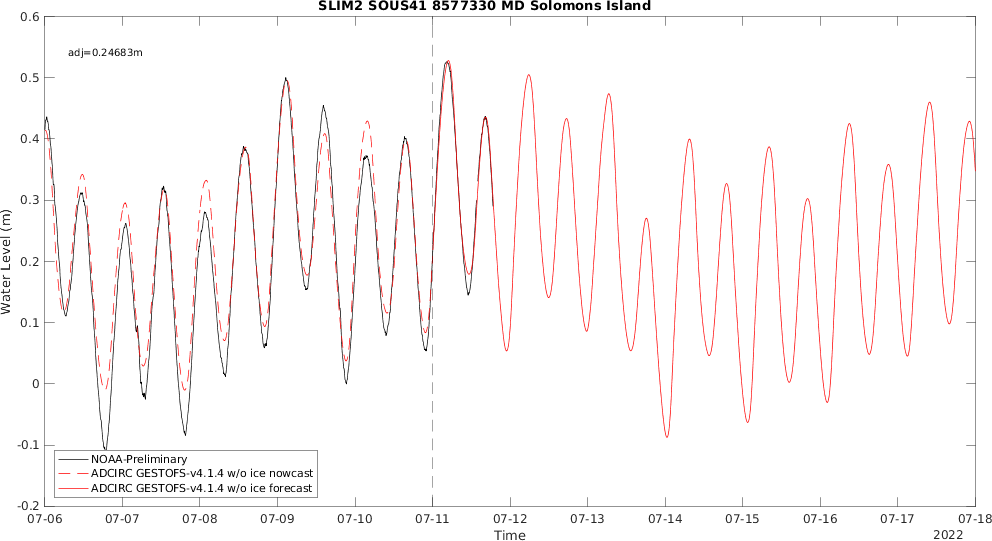 SLIM2 SOUS41 8577330 MD Solomons Island
adj=0.24683m
Water Level (m)
0.6
0.5
0.4
0.3
0.2
0.1
0
-0.1
-0.2
NOAA-Preliminary
ADCIRC GESTOFS-v4.1.4 w/o ice nowcast
ADCIRC GESTOFS-v4.1.4 w/o ice forecast
07-06 07-07 07-08 07-09 07-10 07-11 07-12 07-13 07-14 07-15 07-16 07-17 07-18
Time
2022